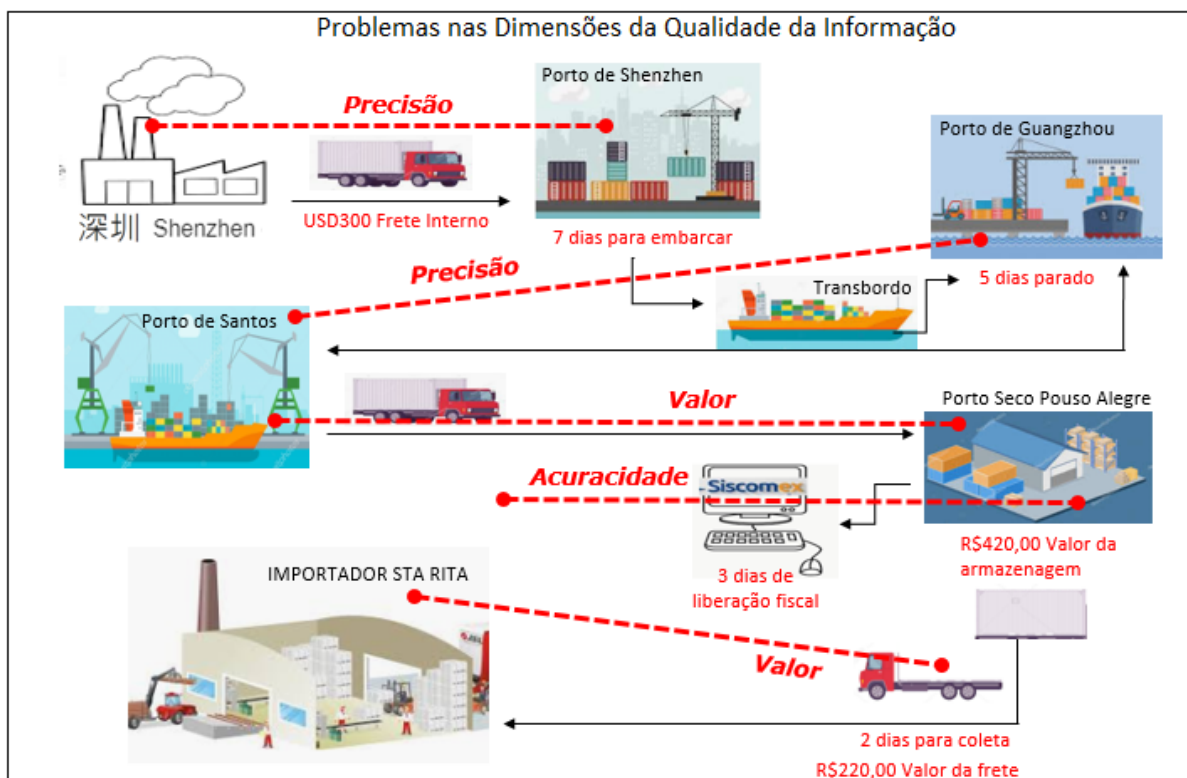 Problemas nas Dimensões da Qualidade da Informação
Porto de Shenzhen
Precisão
Porto de Guangzhou
深圳 Shenzhen
USD300 Frete Interno
7 dias para embarcar
Precisão
Transbordo
5 dias parado
Porto de Santos
Valor
Porto Seco Pouso Alegre
Acuracidade
Siscomex
R$420,00 Valor da
armazenagem
3 dias de
liberação fiscal
IMPORTADOR STA RITA
Valor
2 dias para coleta
R$220,00 Valor da frete